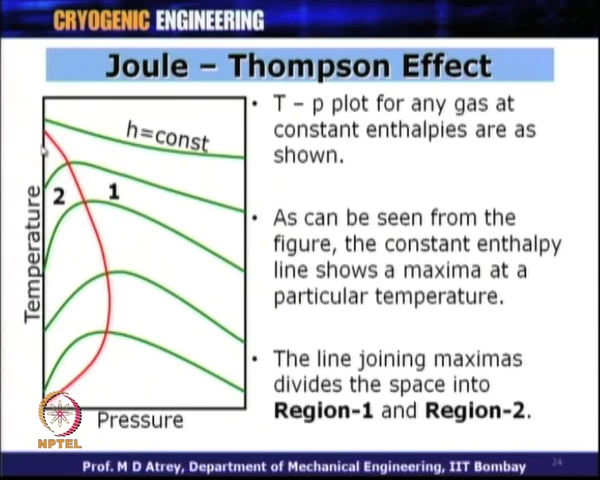 CRYOGENIC ENGINEERING
Joule – Thompson Effect
h=const
2
1
Temperature
Pressure
• T – p plot for any gas at
constant enthalpies are as
shown.
• As can be seen from the
figure, the constant enthalpy
line shows a maxima at a
particular temperature.
• The line joining maximas
divides the space into
Region-1 and Region-2.
NPTEL
Prof. M D Atrey, Department of Mechanical Engineering, IIT Bombay
24